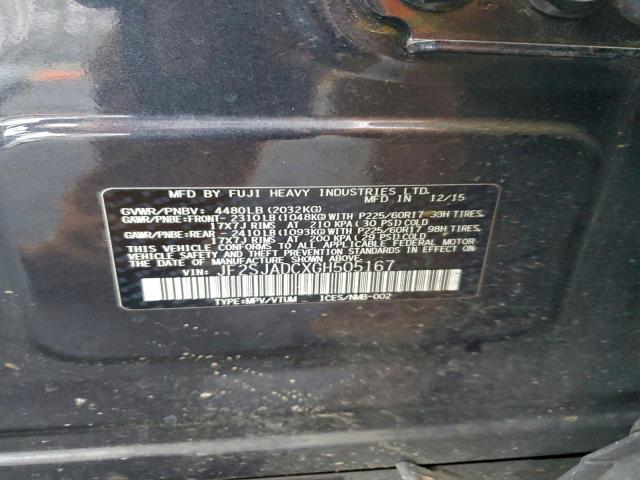 MFD BY FUJI HEAVY INDUSTRIES LTD.
MFD IN 12/15
GVWR/PNBV: 4480LB (2032KG)
GAWR/PNBE:FRONT-2310LB(1048KG) WITH P225/60R17 98H TIRES,
17X7J RIMS AT 210 KPA (30 PSI)COLD
GAWR/PNBE:REAR -2410LB(1093KG) WITH P225/60R17 98H TIRES,
17X7J RIMS AT 200 KPA (29 PSI)COLD
THIS VEHICLE CONFORMS TO ALL APPLICABLE FEDERAL MOTOR
VEHICLE SAFETY AND THEFT PREVENTION STANDARDS IN EFFECT ON
THE DATE OF MANUFACTURE SHOWN ABOVE.
VIN: JF2SJADCXGH505167
TYPE:MPV/VTUM ICES/NMB-002